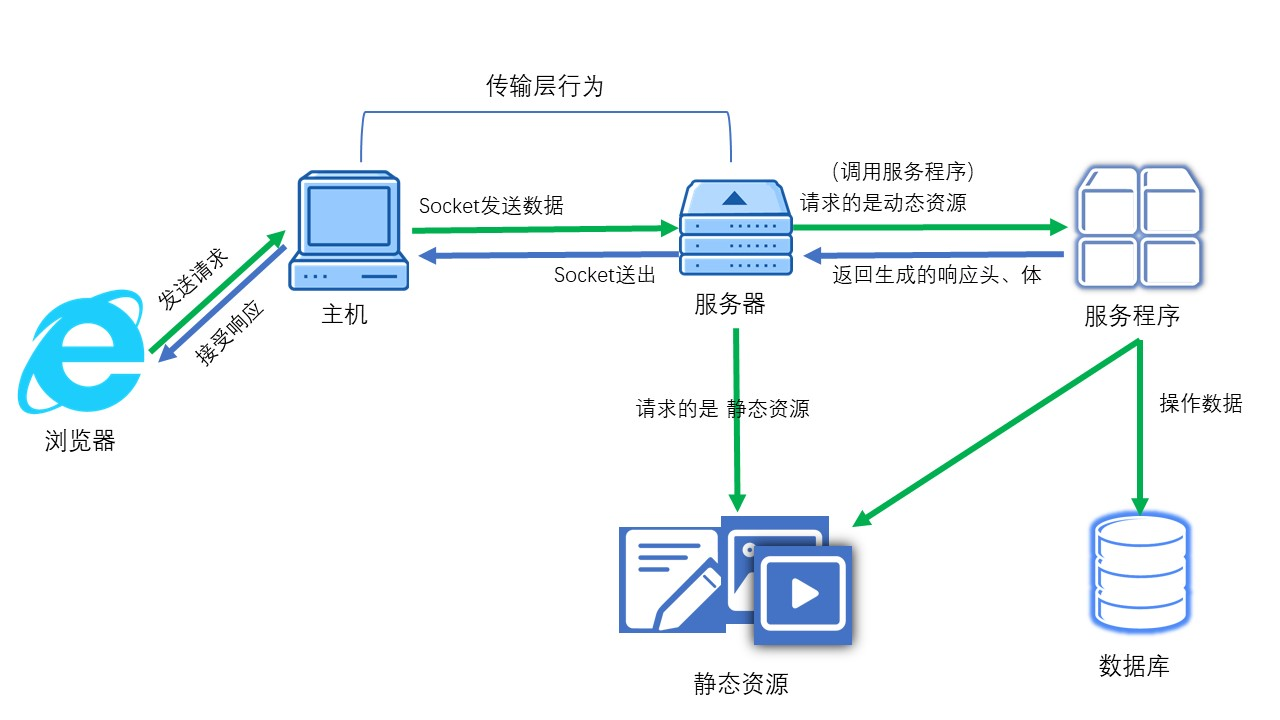 传输层行为
（调用服务程序）
请求的是动态资源
Socket发送数据
Socket送出
返回生成的响应头、体
发送请求
接受响应
主机
服务器
服务程序
浏览器
请求的是 静态资源
操作数据
静态资源
数据库